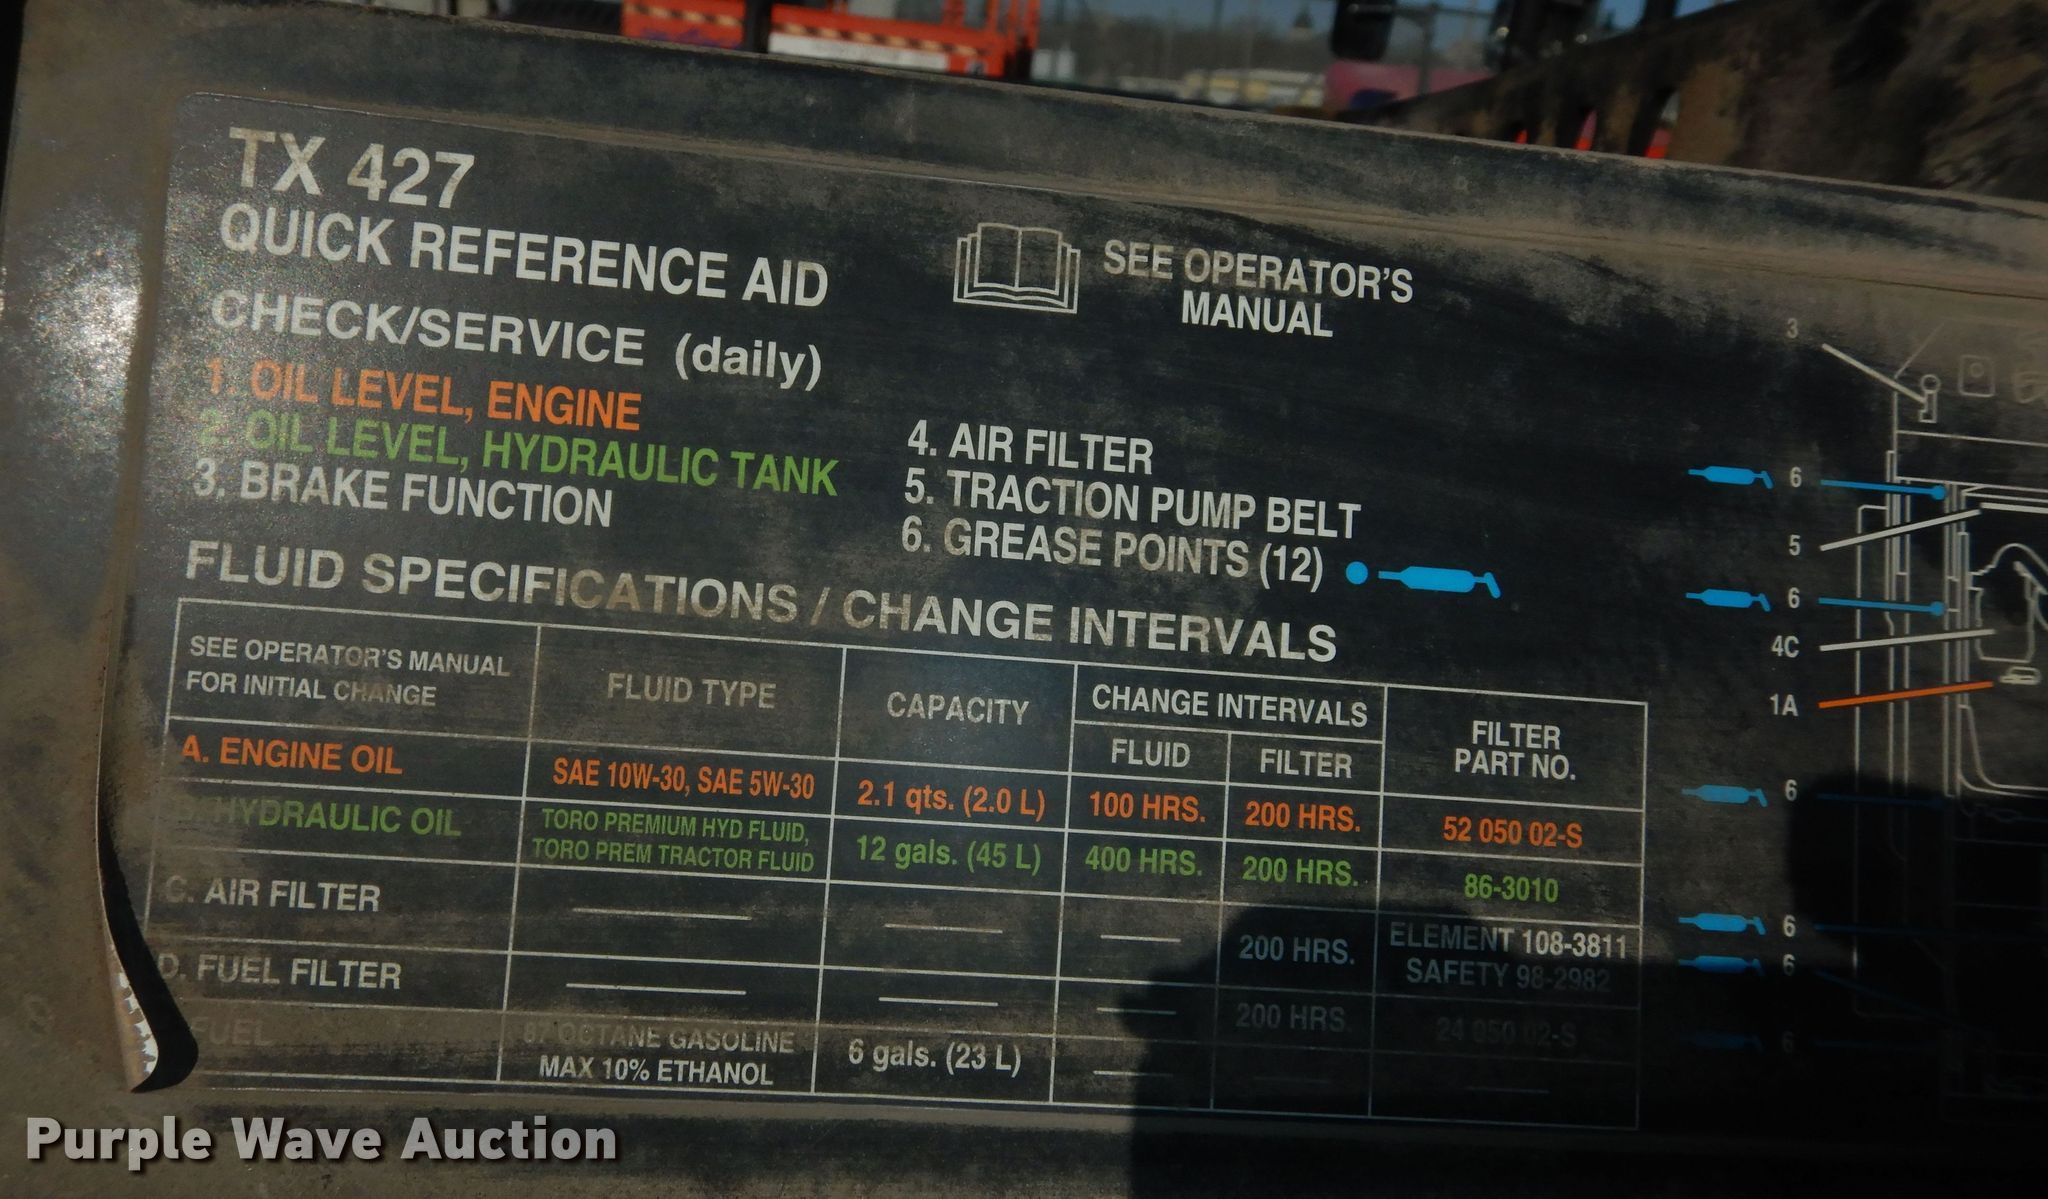 TX 427
QUICK REFERENCE AID
SEE OPERATOR'S
MANUAL
CHECK/SERVICE (daily)
1. OIL LEVEL, ENGINE
2. OIL LEVEL, HYDRAULIC TANK
3. BRAKE FUNCTION
4. AIR FILTER
5. TRACTION PUMP BELT
6. GREASE POINTS (12)
FLUID SPECIFICATIONS / CHANGE INTERVALS
SEE OPERATOR'S MANUAL
FOR INITIAL CHANGE
FLUID TYPE
CAPACITY
CHANGE INTERVALS
FLUID
FILTER
FILTER
PART NO.
A. ENGINE OIL
SAE 10W-30, SAE 5W-30
2.1 qts. (2.0 L)
100 HRS.
200 HRS.
52 050 02-S
B. HYDRAULIC OIL
TORO PREMIUM HYD FLUID,
TORO PREM TRACTOR FLUID
12 gals. (45 L)
400 HRS.
200 HRS.
86-3010
C. AIR FILTER
200 HRS.
ELEMENT 108-3811
SAFETY 98-2982
D. FUEL FILTER
200 HRS.
24 050 02-S
FUEL
87 OCTANE GASOLINE
MAX 10% ETHANOL
6 gals. (23 L)
3
6
5
6
4C
1A
6
6
6
6
Purple Wave Auction